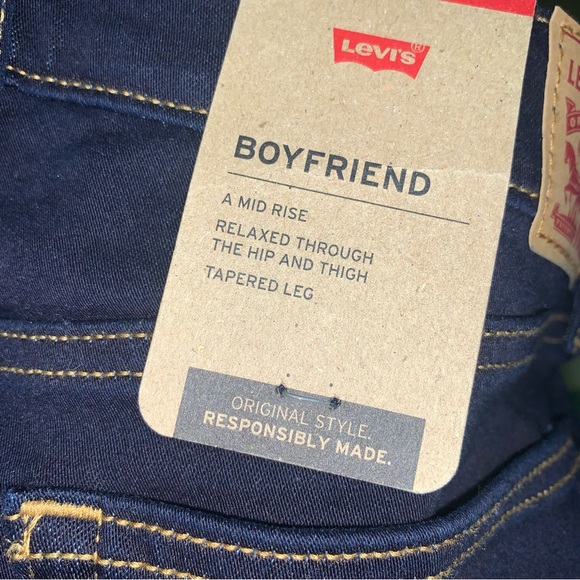 LEVI'S®
BOYFRIEND
A MID RISE
RELAXED THROUGH
THE HIP AND THIGH
TAPERED LEG
ORIGINAL STYLE.
RESPONSIBLY MADE.